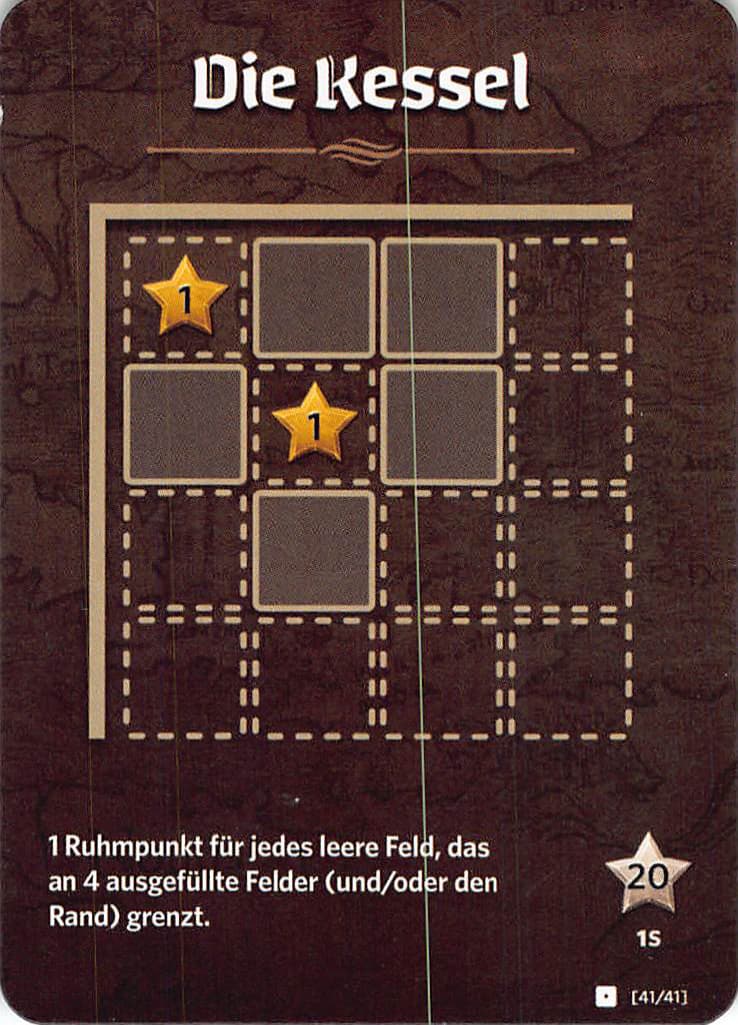 Die Kessel
1
1
1 Ruhmpunkt für jedes leere Feld, das
an 4 ausgefüllte Felder (und/oder den
Rand) grenzt.
20
1S
[41/41]